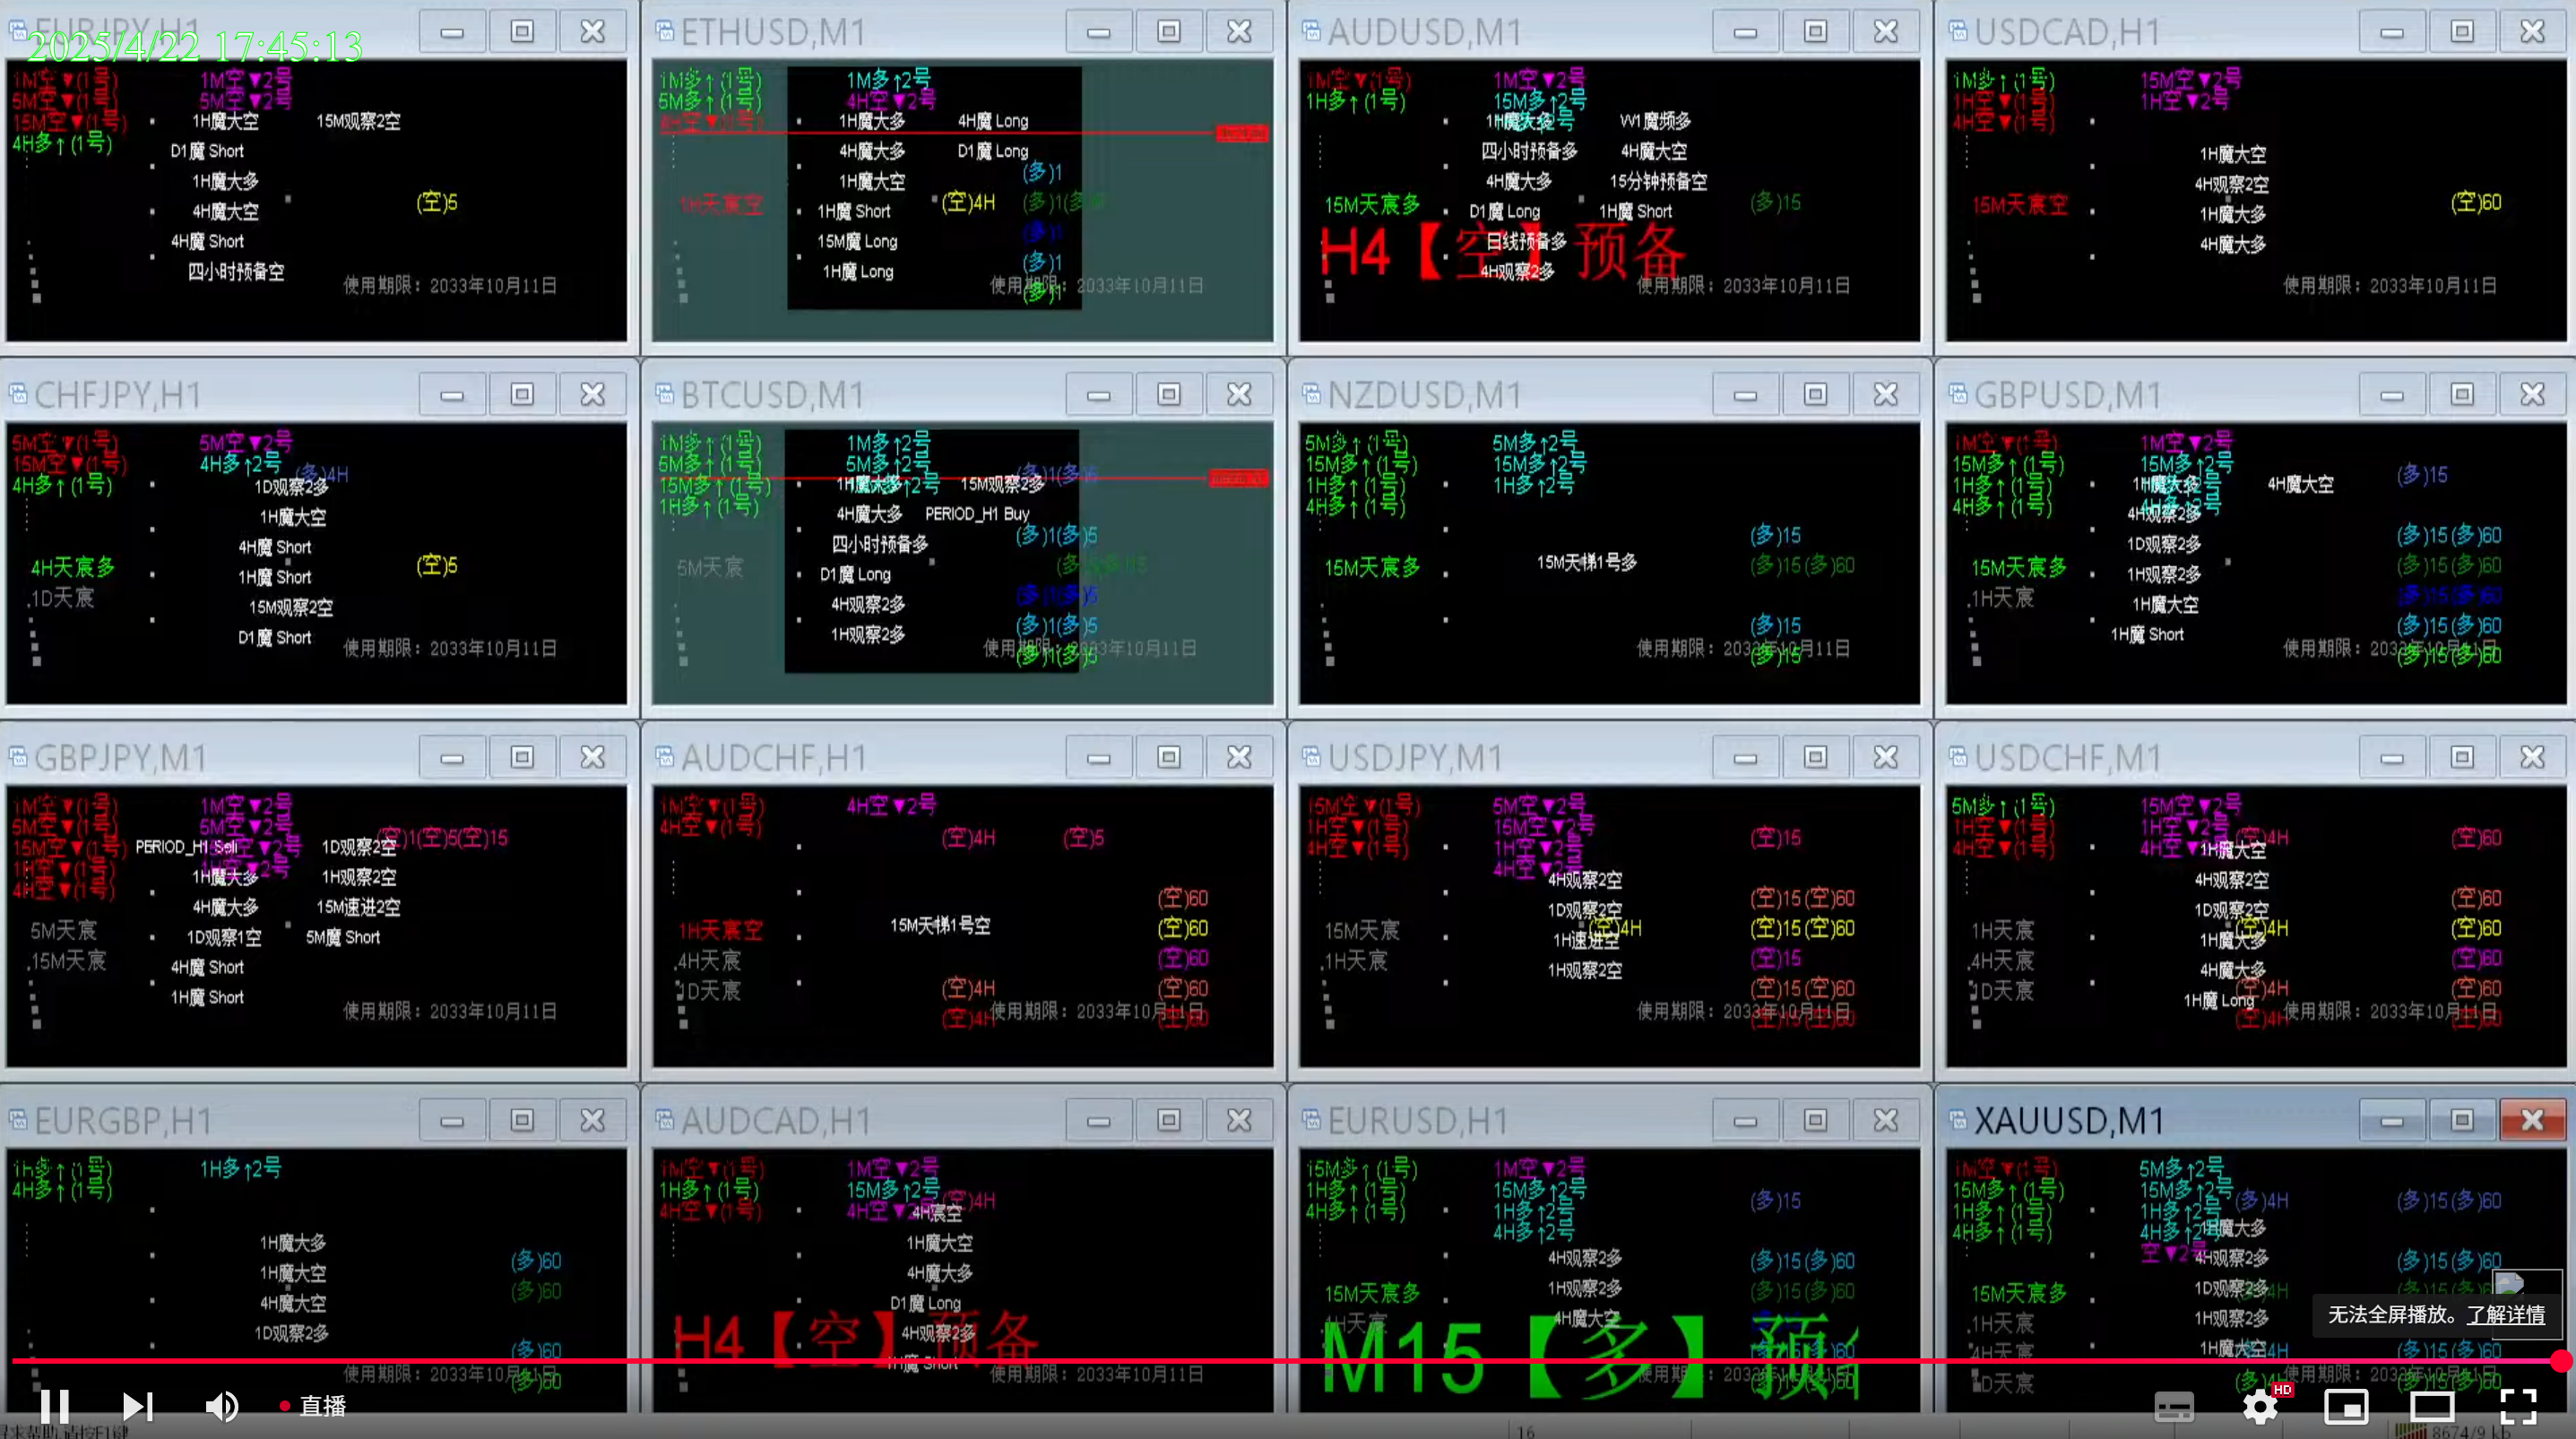 2025/4/22 17:45:13
EURJPY,H1
1M空▼(1号) 1M空▼2号
5M空▼(1号) 5M空▼2号
15M空▼(1号) 1H魔大空 15M观察2空
4H多↑(1号)
D1魔 Short
1H魔大多
4H魔大空 (空)5
4H魔 Short
四小时预备空
使用期限：2033年10月11日
ETHUSD,M1
1M多↑(1号) 1M多↑2号
5M多↑(1号) 4H空▼2号
4H空▼(1号) 1H魔大多 4H魔 Long
4H魔大多 D1魔 Long
1H魔大空 (多)1
1H天宸空 1H魔 Short (空)4H
15M魔 Long (多)1
1H魔 Long (多)1
使用期限：2033年10月11日
(多)1
AUDUSD,M1
1M空▼(1号) 1M空▼2号
1H多↑(1号) 15M多↑2号
1H魔大多 W1魔频多
四小时预备多 4H魔大空
4H魔大多 15分钟预备空
15M天宸多 D1魔 Long 1H魔 Short (多)15
H4【空】预备
日线预备多
4H观察2多
使用期限：2033年10月11日
USDCAD,H1
1M多↑(1号) 15M空▼2号
1H空▼(1号) 1H空▼2号
4H空▼(1号)
1H魔大空
4H观察2空
15M天宸空 1H魔大多 (空)60
4H魔大多
使用期限：2033年10月11日
CHFJPY,H1
5M空▼(1号) 5M空▼2号
15M空▼(1号) 4H多↑2号
4H多↑(1号) (多)4H
1D观察2多
1H魔大空
4H魔 Short
4H天宸多 1H魔 Short (空)5
.1D天宸 15M观察2空
D1魔 Short
使用期限：2033年10月11日
BTCUSD,M1
1M多↑(1号) 1M多↑2号
5M多↑(1号) 5M多↑2号
15M多↑(1号) 1H魔大多 15M观察2多
1H多↑(1号) 4H魔大多 PERIOD_H1 Buy
(多)1(多)5
四小时预备多
5M天宸 D1魔 Long
4H观察2多 (多)1(多)5
1H观察2多 (多)1(多)5
使用期限：2033年10月11日
(多)1(多)5
NZDUSD,M1
5M多↑(1号) 5M多↑2号
15M多↑(1号) 15M多↑2号
1H多↑(1号) 1H多↑2号
4H多↑(1号)
(多)15
15M天宸多 15M天梯1号多 (多)15(多)60
(多)15
使用期限：2033年10月11日
(多)15
GBPUSD,M1
1M空▼(1号) 1M空▼2号
15M多↑(1号) 15M多↑2号 (多)15
1H多↑(1号) 1H魔大多 4H魔大空
4H多↑(1号) 4H观察2多
1D观察2多 (多)15(多)60
15M天宸多 1H观察2多 (多)15(多)60
.1H天宸 1H魔大空 (多)15(多)60
1H魔 Short (多)15(多)60
使用期限：2033年10月11日
(多)15(多)60
GBPJPY,M1
1M空▼(1号) 1M空▼2号
5M空▼(1号) 5M空▼2号 (空)1(空)5(空)15
15M空▼(1号) PERIOD_H1 Sell 1D观察2空
1H空▼(1号) 1H魔大多 1H观察2空
4H空▼(1号) 4H魔大多 15M速进2空
5M天宸 1D观察1空 5M魔 Short
.15M天宸 4H魔 Short
1H魔 Short
使用期限：2033年10月11日
AUDCHF,H1
1M空▼(1号) 4H空▼2号
4H空▼(1号) (空)4H (空)5
(空)60
1H天宸空 15M天梯1号空 (空)60
.4H天宸 (空)60
1D天宸 (空)4H (空)60
(空)4H 使用期限：2033年10月11日
(空)60
USDJPY,M1
15M空▼(1号) 5M空▼2号
1H空▼(1号) 15M空▼2号 (空)15
4H空▼(1号) 1H空▼2号
4H空▼2号
4H观察2空 (空)15(空)60
1D观察2空
15M天宸 (空)4H (空)15(空)60
.1H天宸 1H速进空 (空)15
1H观察2空 (空)15(空)60
使用期限：2033年10月11日
(空)15(空)60
USDCHF,M1
5M多↑(1号) 15M空▼2号
1H空▼(1号) 1H空▼2号 (空)4H (空)60
4H空▼(1号) 4H空▼2号 1H魔大空
4H观察2空 (空)60
1D观察2空
1H天宸 (空)4H (空)60
1H魔大多
.4H天宸 4H魔大多 (空)60
1D天宸 1H魔 Long (空)4H (空)60
(空)4H 使用期限：2033年10月11日
(空)60
EURGBP,H1
1H多↑(1号) 1H多↑2号
4H多↑(1号)
1H魔大多 (多)60
1H魔大空 (多)60
4H魔大空
1D观察2多 (多)60
使用期限：2033年10月11日
(多)60
AUDCAD,H1
1M空▼(1号) 1M空▼2号
1H多↑(1号) 15M多↑2号 (空)4H
4H空▼(1号) 4H空▼2号 4H宸空
1H魔大空
4H魔大多
D1魔 Long
H4【空】预备
4H观察2多
1H魔 Short
使用期限：2033年10月11日
EURUSD,H1
15M多↑(1号) 1M空▼2号
1H多↑(1号) 15M多↑2号 (多)15
4H多↑(1号) 1H多↑2号
4H多↑2号
4H观察2多 (多)15(多)60
15M天宸多 1H观察2多 (多)15(多)60
.1H天宸 4H魔大空
M15【多】预
使用期限：2033年10月11日
XAUUSD,M1
1M空▼(1号) 5M多↑2号
15M多↑(1号) 15M多↑2号 (多)4H (多)15(多)60
1H多↑(1号) 1H多↑2号
4H多↑(1号) 4H多↑2号 1H魔大多
空▼2号 4H观察2多 (多)15(多)60
15M天宸多 1D观察2多
.1H天宸 1H观察2多
无法全屏播放。了解详情
.4H天宸 1H魔大空 (多)15(多)60
使用期限：2033年10月11日
直播
HD
16
8674/9 kb